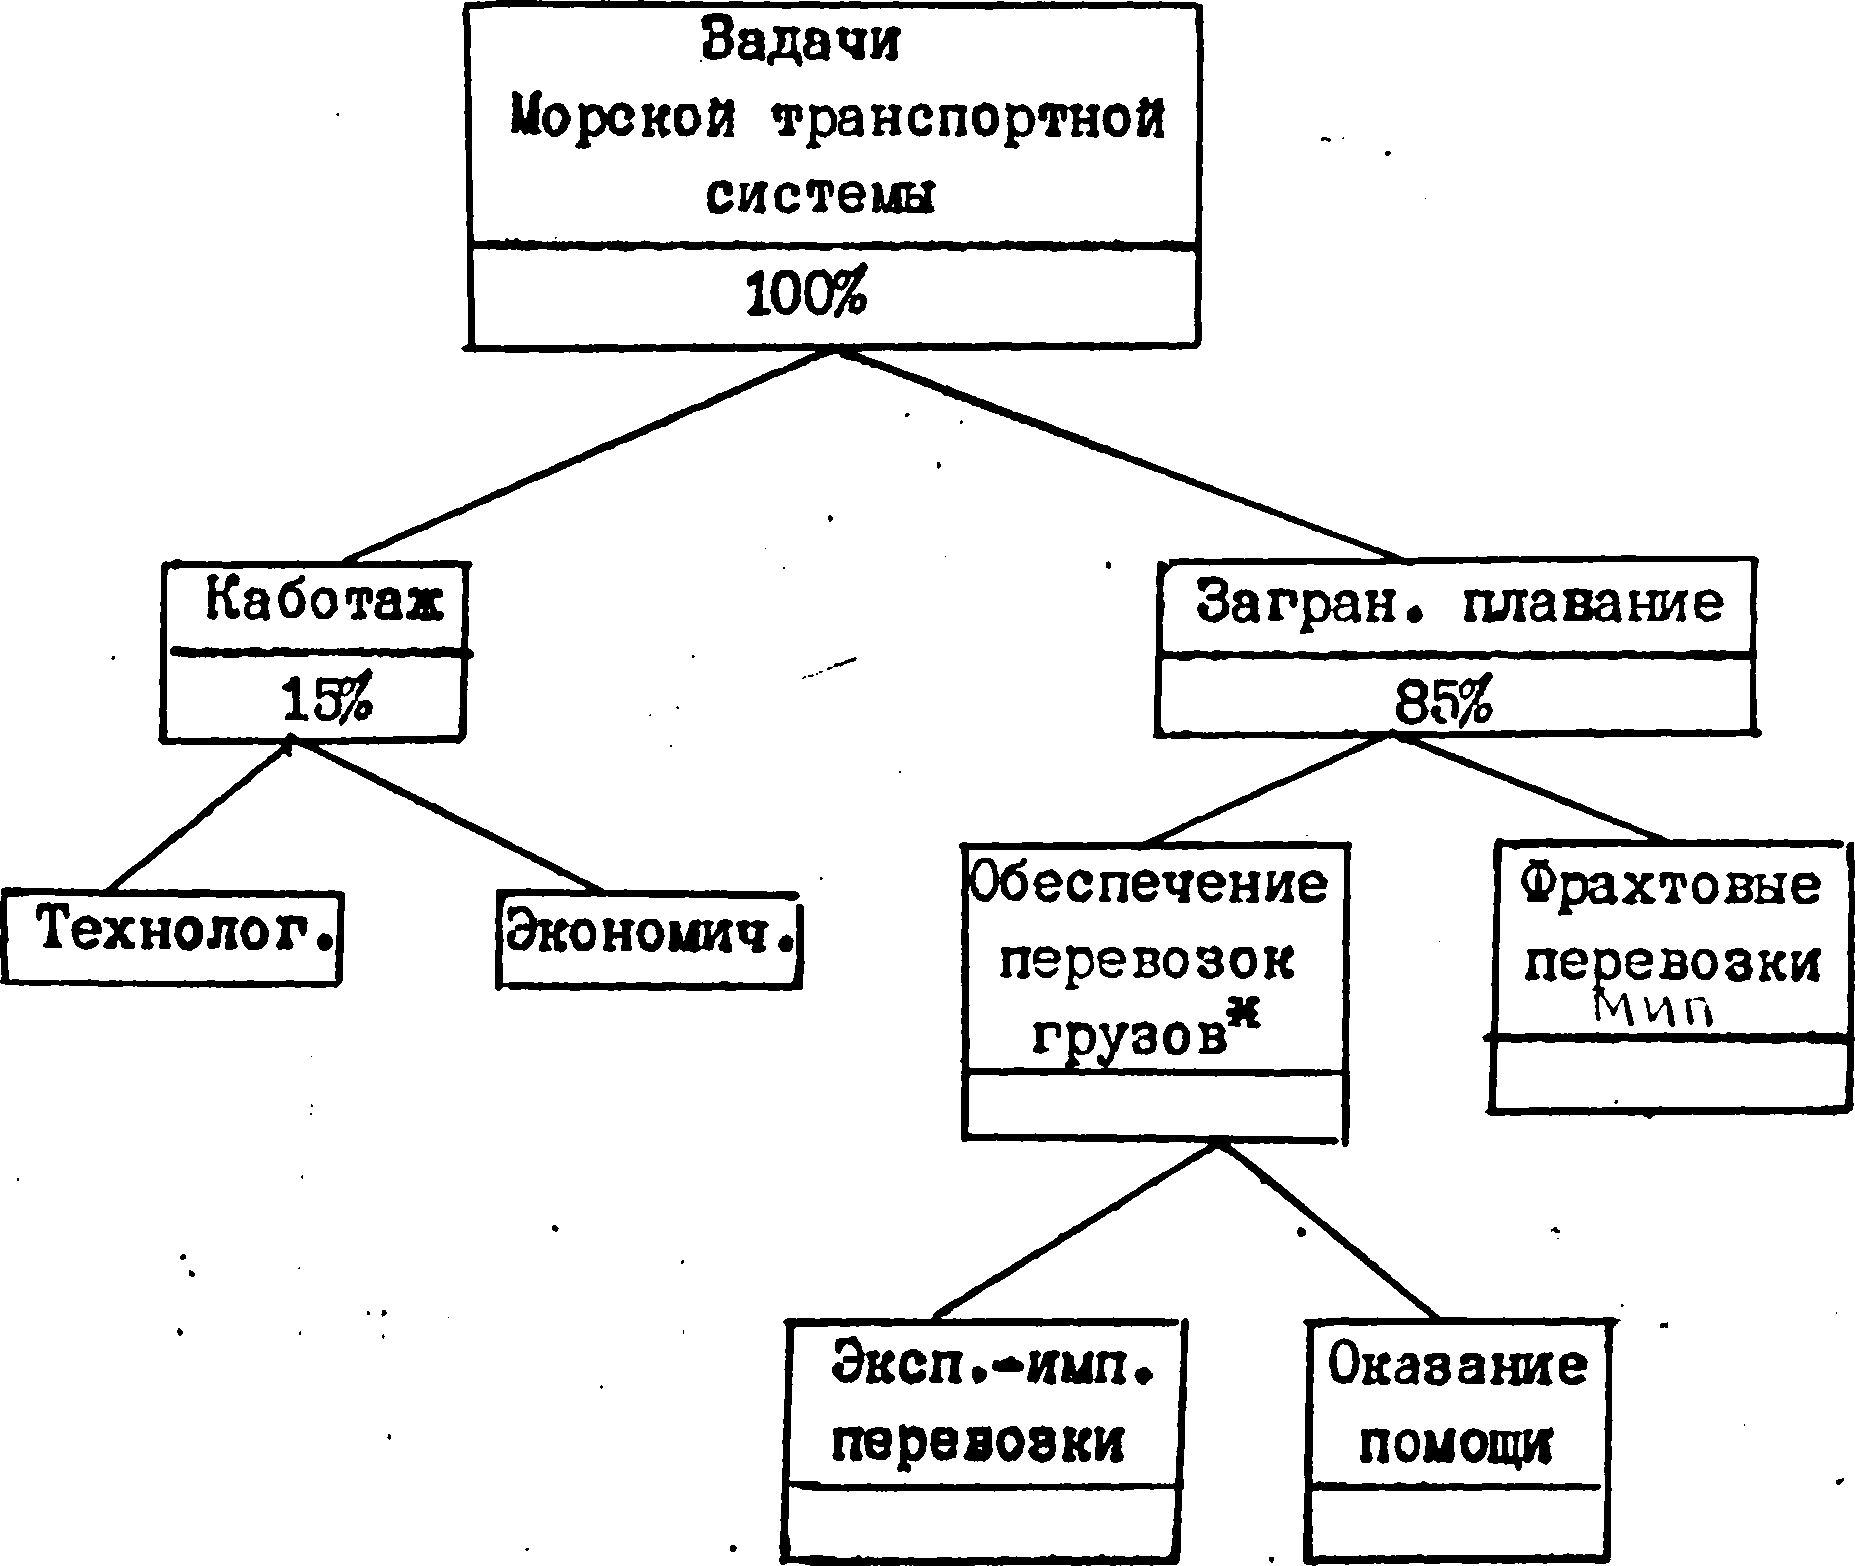 Задачи
Морской транспортной
системы
100%
Каботаж
15%
Загран. плавание
85%
Технолог.
Экономич.
Обеспечение
перевозок
грузов*
Фрахтовые
перевозки
МИП
Эксп.-имп.
перевозки
Оказание
помощи